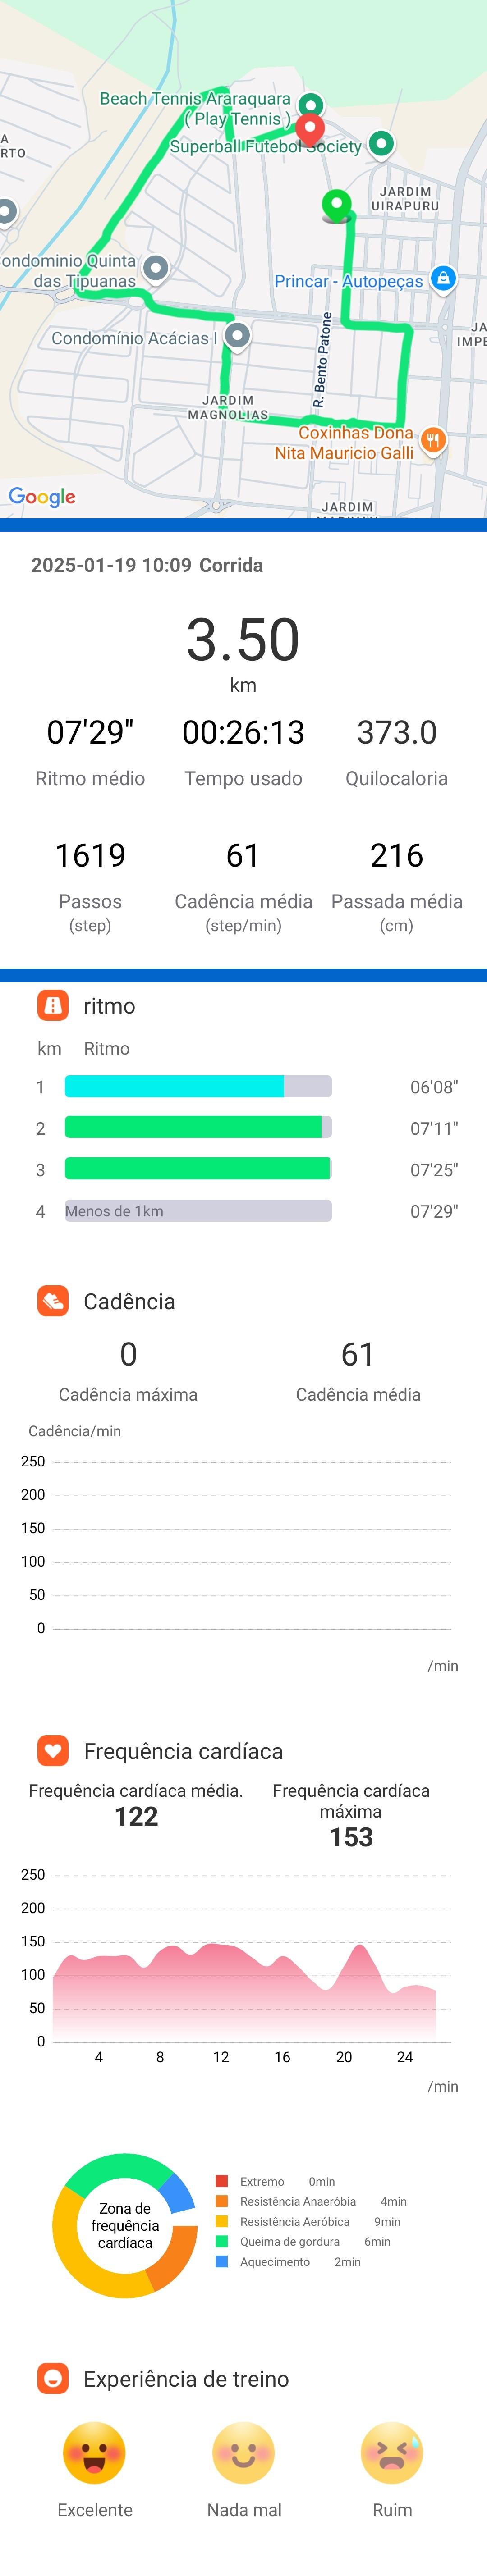 Beach Tennis Araraquara
( Play Tennis )
A
RTO
Superball Futebol Society
JARDIM
UIRAPURU
ondominio Quinta
das Tipuanas
Princar - Autopeças
Condomínio Acácias I
R. Bento Patone
JA
IMPE
JARDIM
MAGNOLIAS
Coxinhas Dona
Nita Mauricio Galli
Google
JARDIM
2025-01-19 10:09 Corrida
3.50
km
07'29" 00:26:13 373.0
Ritmo médio Tempo usado Quilocaloria
1619 61 216
Passos Cadência média Passada média
(step) (step/min) (cm)
ritmo
km Ritmo
1 06'08"
2 07'11"
3 07'25"
4 Menos de 1km 07'29"
Cadência
0 61
Cadência máxima Cadência média
Cadência/min
250
200
150
100
50
0
/min
Frequência cardíaca
Frequência cardíaca média. Frequência cardíaca
máxima
122
153
250
200
150
100
50
0
4 8 12 16 20 24
/min
Zona de
frequência
cardíaca
Extremo 0min
Resistência Anaeróbia 4min
Resistência Aeróbica 9min
Queima de gordura 6min
Aquecimento 2min
Experiência de treino
Excelente Nada mal Ruim